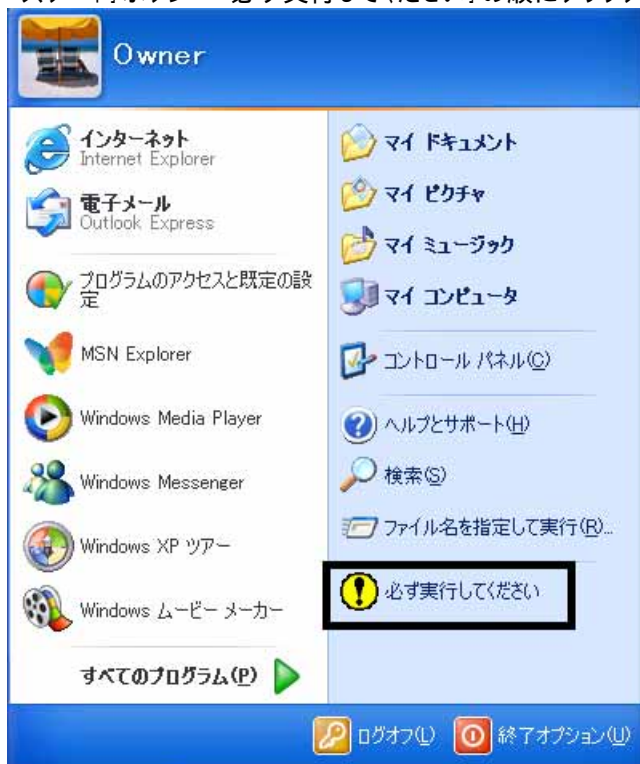 Owner
インターネット
Internet Explorer
電子メール
Outlook Express
プログラムのアクセスと既定の設
定
MSN Explorer
Windows Media Player
Windows Messenger
Windows XP ツアー
Windows ムービー メーカー
すべてのプログラム(P)
マイ ドキュメント
マイ ピクチャ
マイ ミュージック
マイ コンピュータ
コントロール パネル(C)
ヘルプとサポート(H)
検索(S)
ファイル名を指定して実行(R)...
必ず実行してください
ログオフ(L)
終了オプション(U)